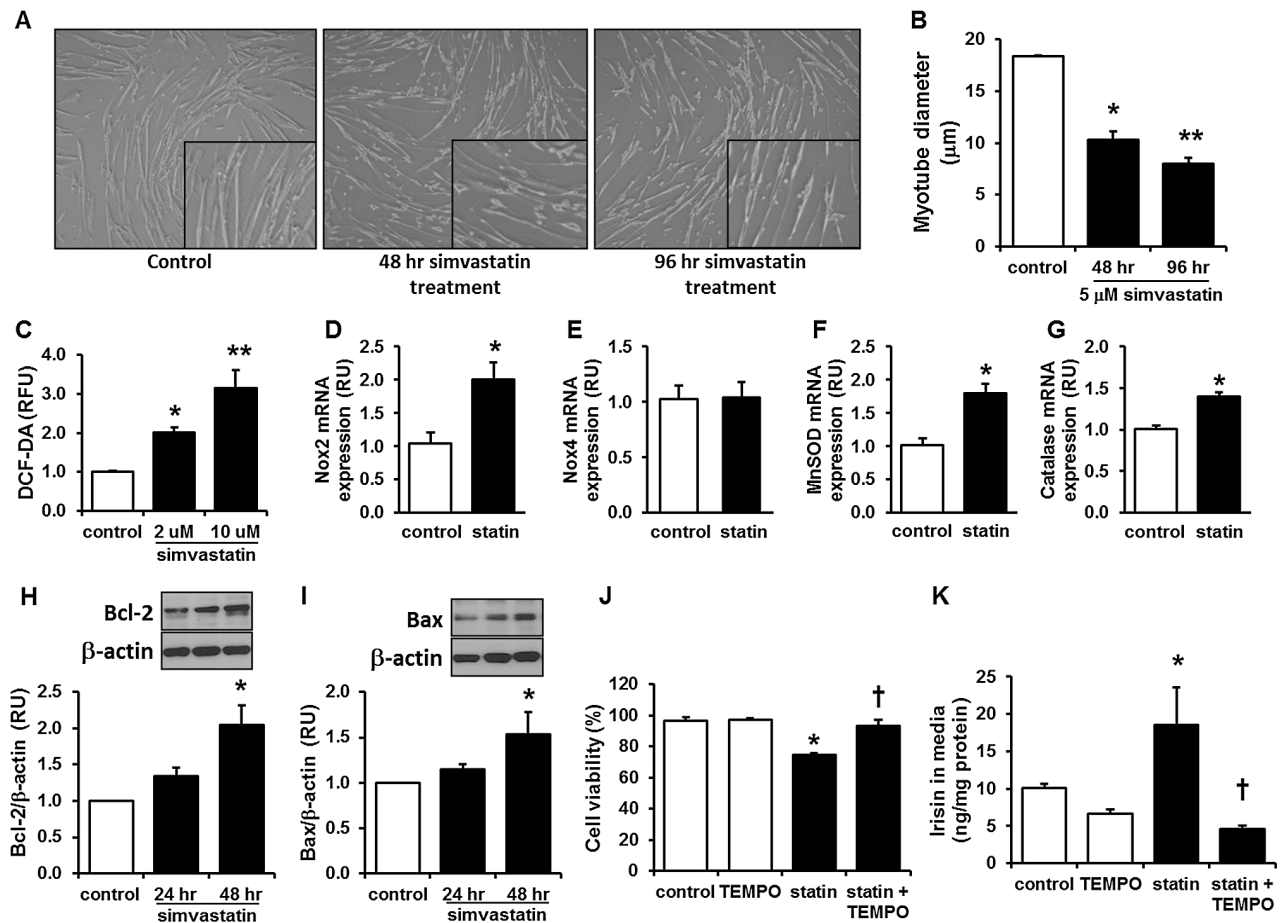 A
Control
48 hr simvastatin
treatment
96 hr simvastatin
treatment
B
Myotube diameter
(μm)
20
15
10
5
0
*
**
control
48 hr
96 hr
5 μM simvastatin
C
DCF-DA (RFU)
4.0
3.0
2.0
1.0
0.0
*
**
control
2 uM
10 uM
simvastatin
D
Nox2 mRNA
expression (RU)
2.5
2.0
1.5
1.0
0.5
0.0
*
control
statin
E
Nox4 mRNA
expression (RU)
1.5
1.0
0.5
0.0
control
statin
F
MnSOD mRNA
expression (RU)
2.5
2.0
1.5
1.0
0.5
0.0
*
control
statin
G
Catalase mRNA
expression (RU)
2.0
1.5
1.0
0.5
0.0
*
control
statin
H
Bcl-2
β-actin
Bcl-2/β-actin (RU)
2.5
2.0
1.5
1.0
0.5
0.0
*
control
24 hr
48 hr
simvastatin
I
Bax
β-actin
Bax/β-actin (RU)
2.0
1.5
1.0
0.5
0.0
*
control
24 hr
48 hr
simvastatin
J
Cell viability (%)
120
100
80
60
40
20
0
*
†
control
TEMPO
statin
statin +
TEMPO
K
Irisin in media
(ng/mg protein)
25
20
15
10
5
0
*
†
control
TEMPO
statin
statin +
TEMPO